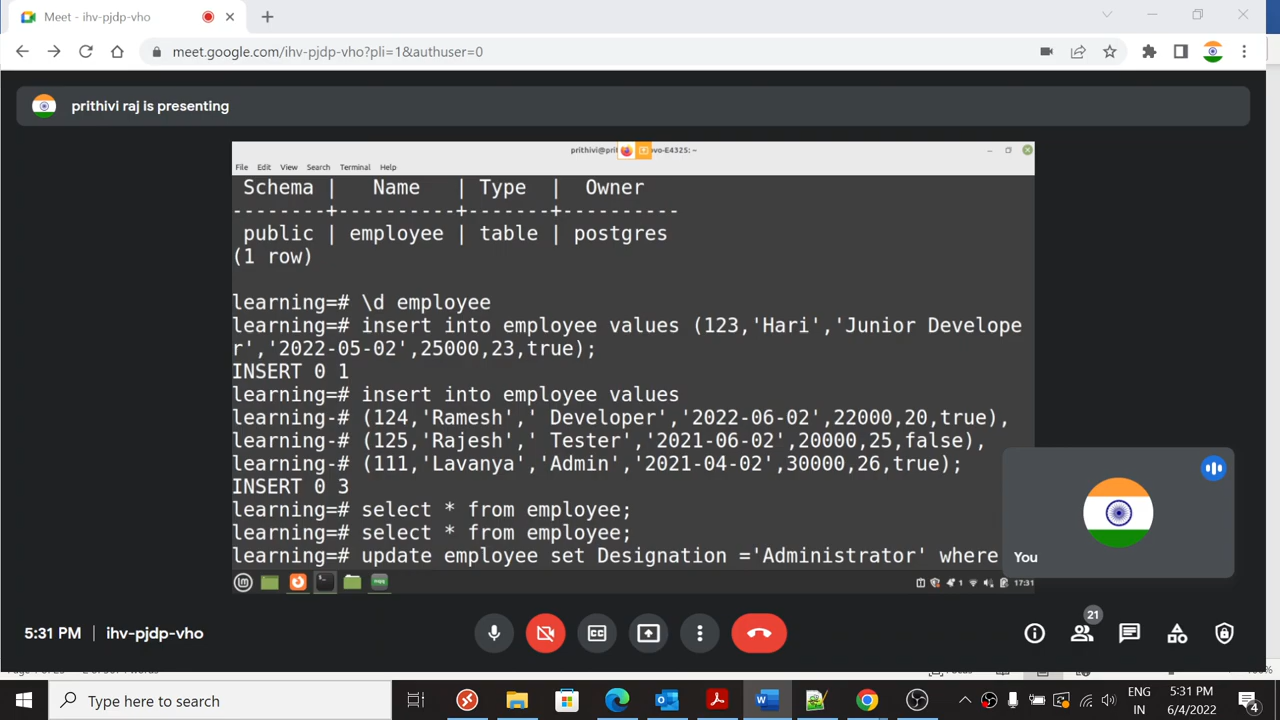 Meet - ihv-pjdp-vho
meet.google.com/ihv-pjdp-vho?pli=1&authuser=0
prithivi raj is presenting
prithivi@prit
vo-E4325: ~
File Edit View Search Terminal Help
Schema | Name | Type | Owner
--------+----------+-------+----------
public | employee | table | postgres
(1 row)
learning=# \d employee
learning=# insert into employee values (123,'Hari','Junior Develope
r','2022-05-02',25000,23,true);
INSERT 0 1
learning=# insert into employee values
learning-# (124,'Ramesh',' Developer','2022-06-02',22000,20,true),
learning-# (125,'Rajesh',' Tester','2021-06-02',20000,25,false),
learning-# (111,'Lavanya','Admin','2021-04-02',30000,26,true);
INSERT 0 3
learning=# select * from employee;
learning=# select * from employee;
learning=# update employee set Designation ='Administrator' where
You
1
17:31
5:31 PM | ihv-pjdp-vho
21
Type here to search
ENG
IN
5:31 PM
6/4/2022
4